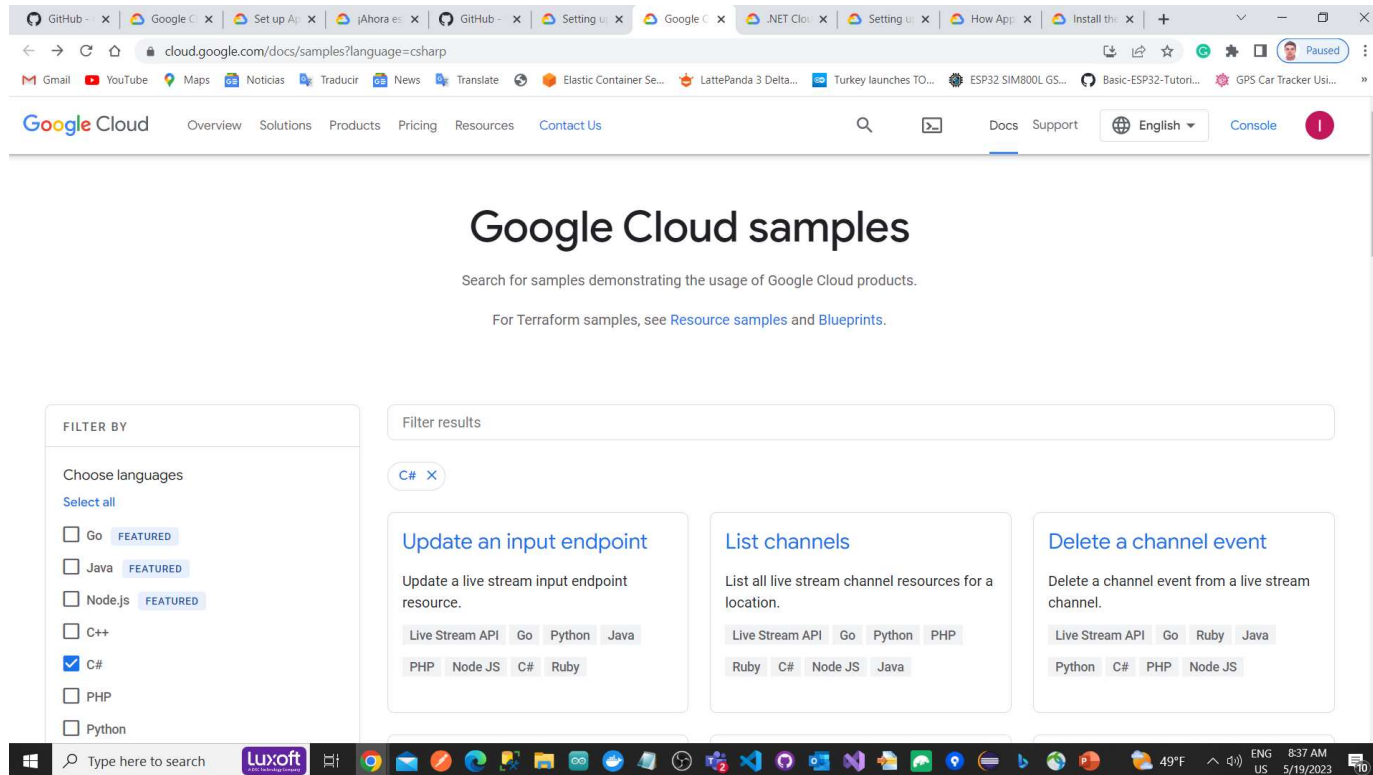 GitHub -
Google C
Set up Ap
¡Ahora es
GitHub -
Setting u
Google C
.NET Clou
Setting u
How App
Install the
cloud.google.com/docs/samples?language=csharp
Paused
Gmail
YouTube
Maps
Noticias
Traducir
News
Translate
Elastic Container Se...
LattePanda 3 Delta...
Turkey launches TO...
ESP32 SIM800L GS...
Basic-ESP32-Tutori...
GPS Car Tracker Usi...
»
Google Cloud
Overview
Solutions
Products
Pricing
Resources
Contact Us
Docs
Support
English
Console
I
Google Cloud samples
Search for samples demonstrating the usage of Google Cloud products.
For Terraform samples, see Resource samples and Blueprints.
FILTER BY
Choose languages
Select all
Go FEATURED
Java FEATURED
Node.js FEATURED
C++
C#
PHP
Python
Filter results
C#
Update an input endpoint
Update a live stream input endpoint
resource.
Live Stream API Go Python Java
PHP Node JS C# Ruby
List channels
List all live stream channel resources for a
location.
Live Stream API Go Python PHP
Ruby C# Node JS Java
Delete a channel event
Delete a channel event from a live stream
channel.
Live Stream API Go Ruby Java
Python C# PHP Node JS
Type here to search
Luxoft
49°F
ENG
US
8:37 AM
5/19/2023
10